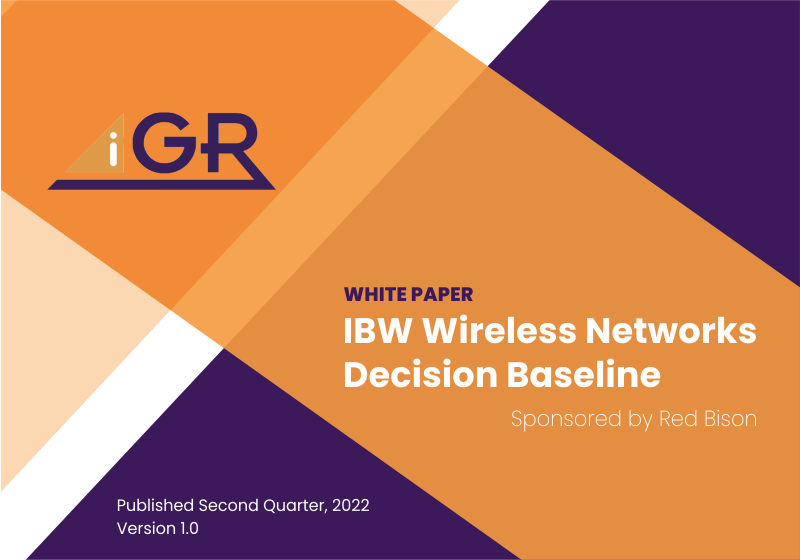 iGR
WHITE PAPER
IBW Wireless Networks
Decision Baseline
Sponsored by Red Bison
Published Second Quarter, 2022
Version 1.0